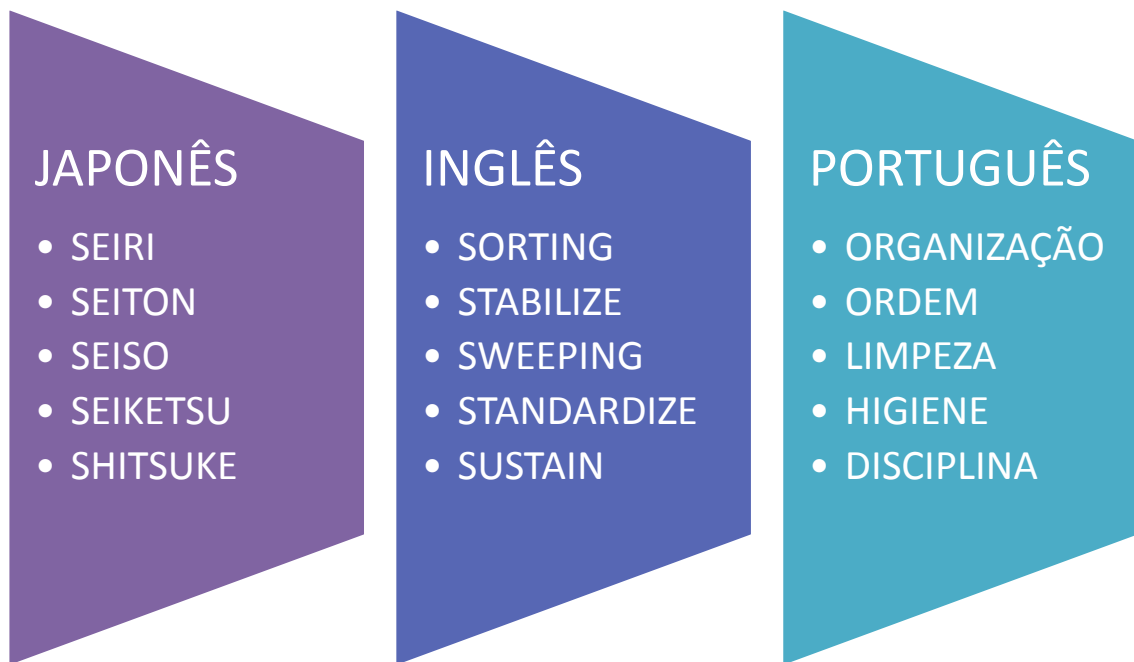 JAPONÊS
• SEIRI
• SEITON
• SEISO
• SEIKETSU
• SHITSUKE
INGLÊS
• SORTING
• STABILIZE
• SWEEPING
• STANDARDIZE
• SUSTAIN
PORTUGUÊS
• ORGANIZAÇÃO
• ORDEM
• LIMPEZA
• HIGIENE
• DISCIPLINA